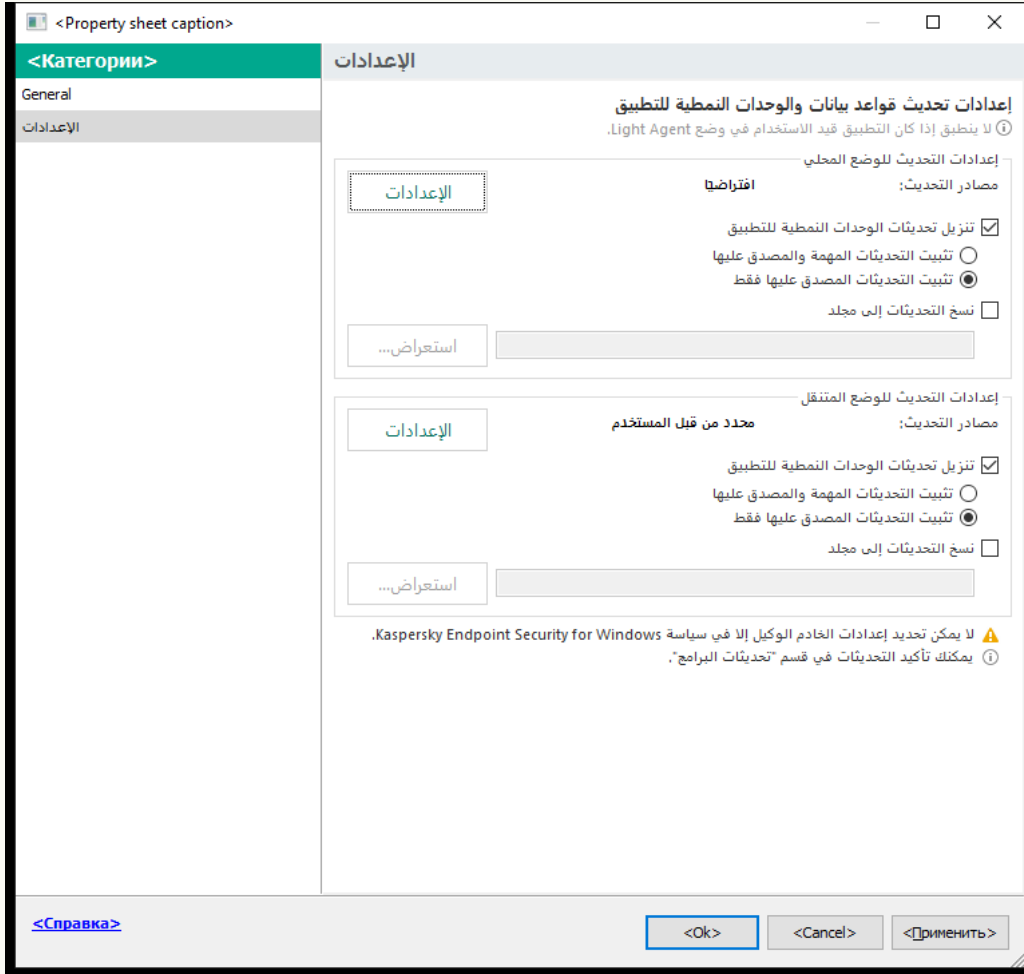 <Property sheet caption>
<Категории>
General
الإعدادات
الإعدادات
إعدادات تحديث قواعد بيانات والوحدات النمطية للتطبيق
لا ينطبق إذا كان التطبيق قيد الاستخدام في وضع Light Agent.
إعدادات التحديث للوضع المحلي
مصادر التحديث: افتراضيًا الإعدادات
تنزيل تحديثات الوحدات النمطية للتطبيق
تثبيت التحديثات المهمة والمصدق عليها
تثبيت التحديثات المصدق عليها فقط
نسخ التحديثات إلى مجلد
استعراض...
إعدادات التحديث للوضع المتنقل
مصادر التحديث: محدد من قبل المستخدم الإعدادات
تنزيل تحديثات الوحدات النمطية للتطبيق
تثبيت التحديثات المهمة والمصدق عليها
تثبيت التحديثات المصدق عليها فقط
نسخ التحديثات إلى مجلد
استعراض...
لا يمكن تحديد إعدادات الخادم الوكيل إلا في سياسة Kaspersky Endpoint Security for Windows.
يمكنك تأكيد التحديثات في قسم "تحديثات البرامج".
<Справка>
<Ok> <Cancel> <Применить>